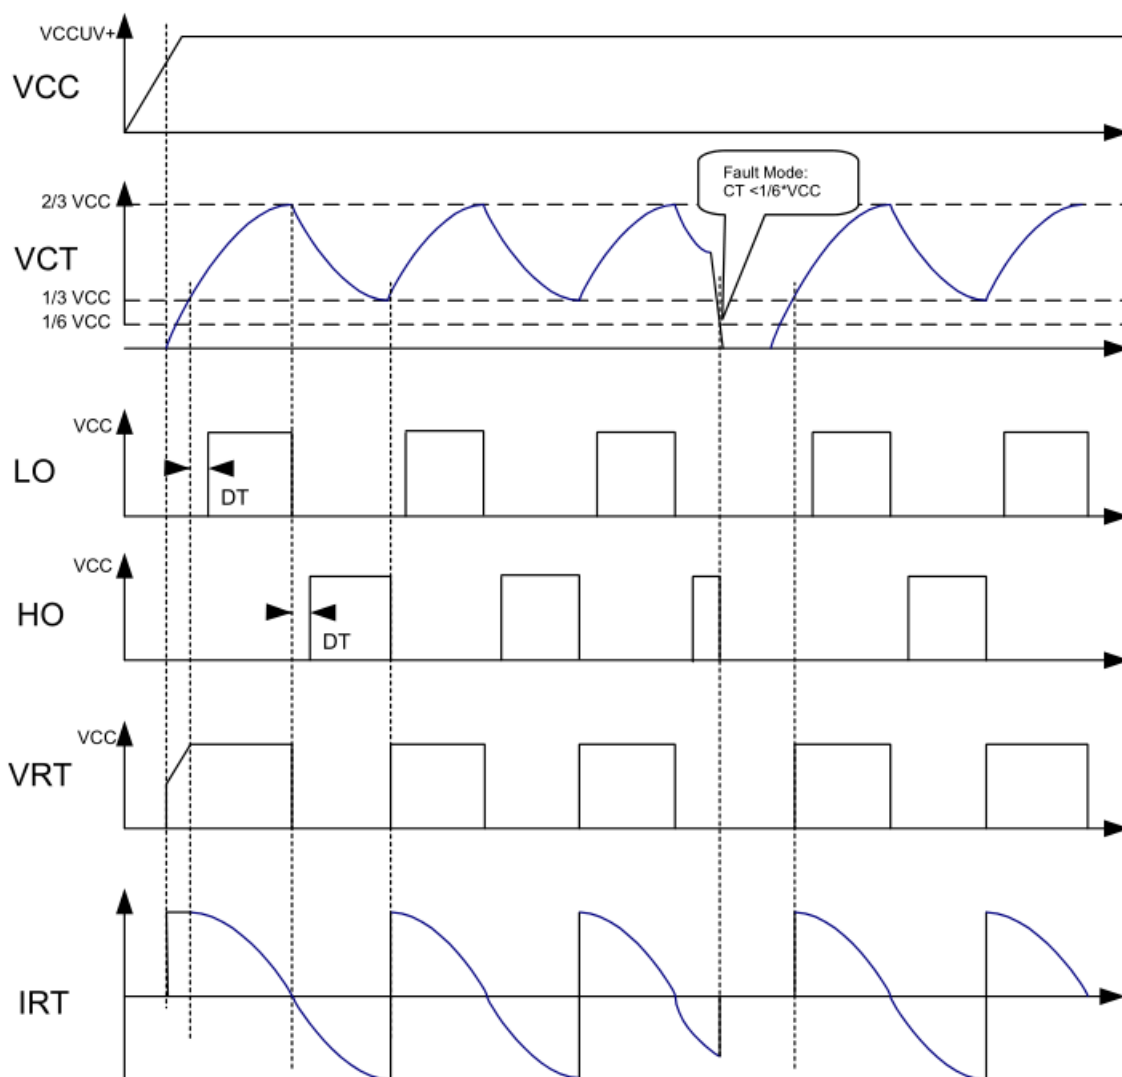 VCCUV+
VCC
Fault Mode:
CT <1/6*VCC
2/3 VCC
VCT
1/3 VCC
1/6 VCC
VCC
LO
DT
VCC
HO
DT
VCC
VRT
IRT